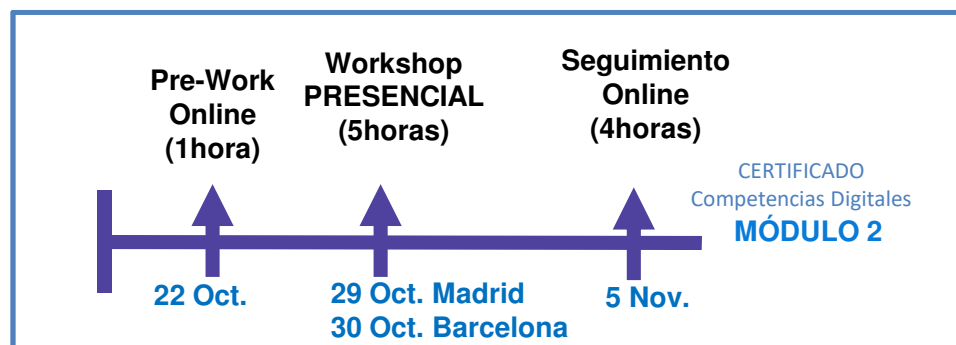 Pre-Work
Online
(1hora)
Workshop
PRESENCIAL
(5horas)
Seguimiento
Online
(4horas)
CERTIFICADO
Competencias Digitales
MÓDULO 2
22 Oct.
29 Oct. Madrid
30 Oct. Barcelona
5 Nov.